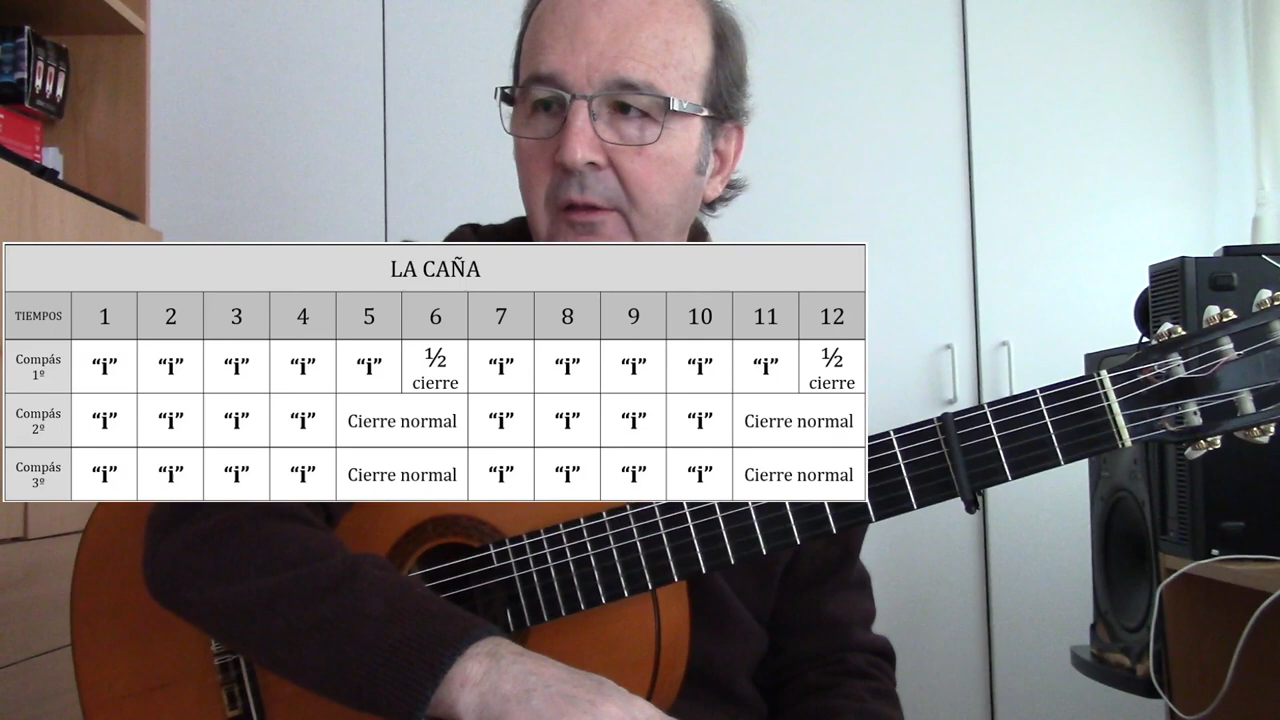 LA CAÑA
TIEMPOS 1 2 3 4 5 6 7 8 9 10 11 12
Compás 1º “i” “i” “i” “i” “i” ½ cierre “i” “i” “i” “i” “i” ½ cierre
Compás 2º “i” “i” “i” “i” Cierre normal “i” “i” “i” “i” Cierre normal
Compás 3º “i” “i” “i” “i” Cierre normal “i” “i” “i” “i” Cierre normal